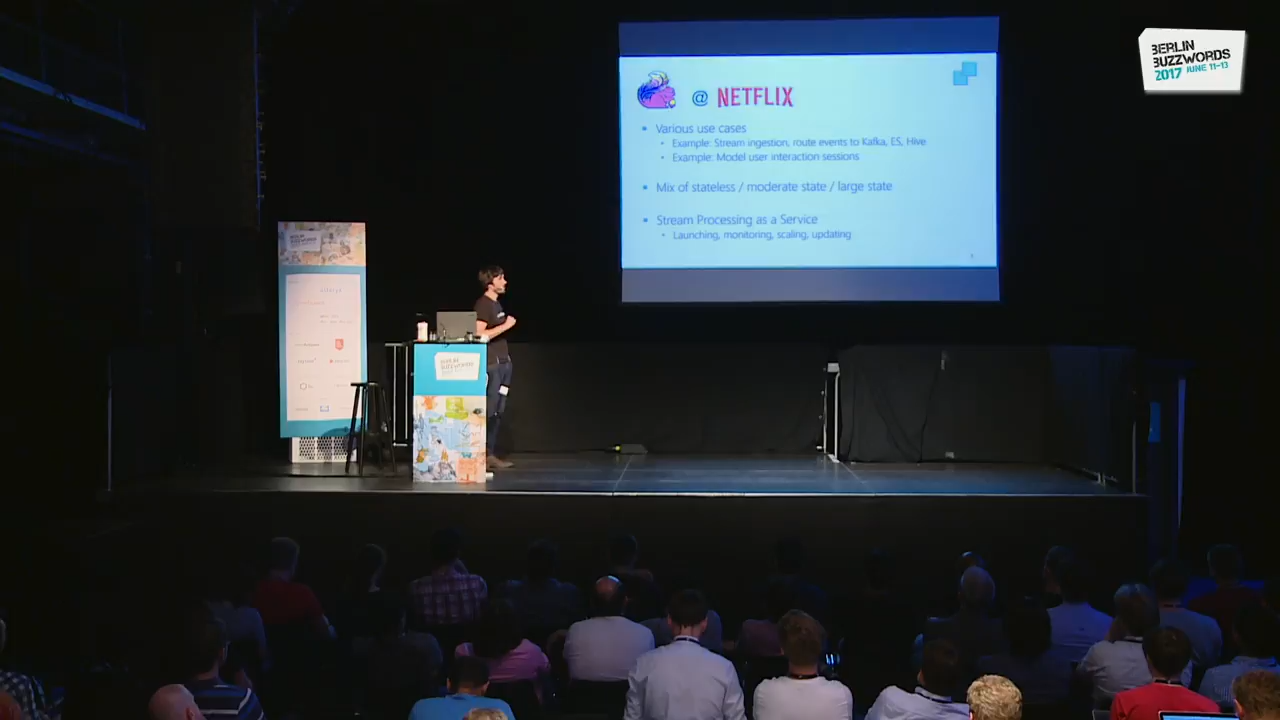 BERLIN
BUZZWORDS
2017 JUNE 11-13
@ NETFLIX
Various use cases
Example: Stream ingestion, route events to Kafka, ES, Hive
Example: Model user interaction sessions
Mix of stateless / moderate state / large state
Stream Processing as a Service
Launching, monitoring, scaling, updating
BERLIN
BUZZWORDS